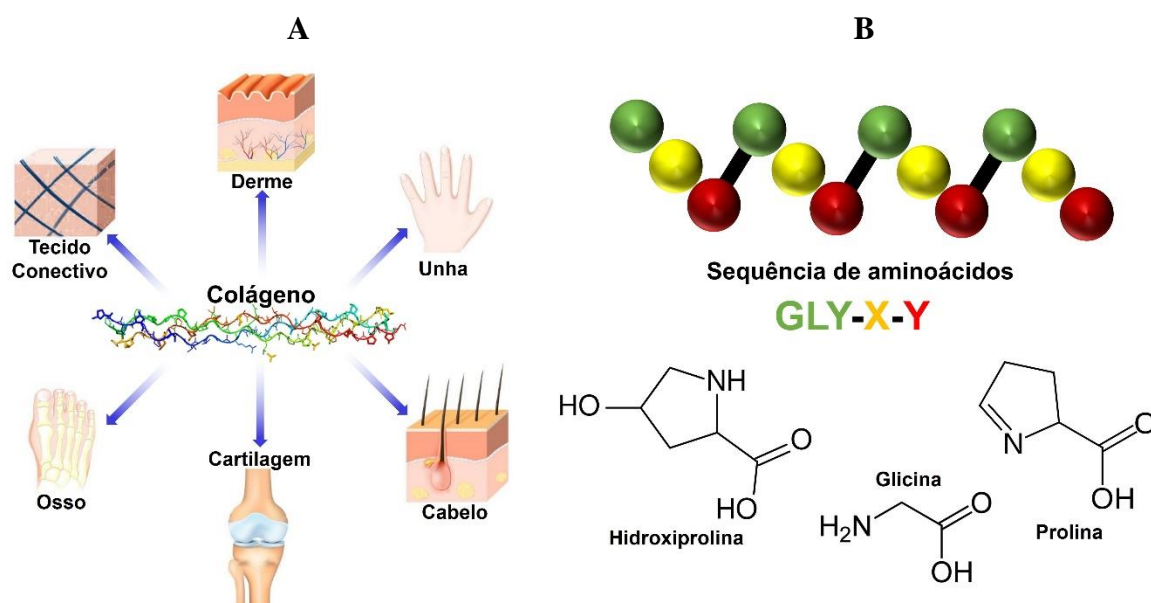 A
Derme
Tecido
Conectivo
Unha
Colágeno
Osso
Cartilagem
Cabelo
B
Sequência de aminoácidos
GLY-X-Y
HO
NH
O
HO
Hidroxiprolina
Glicina
H₂N
O
OH
N
O
OH
Prolina